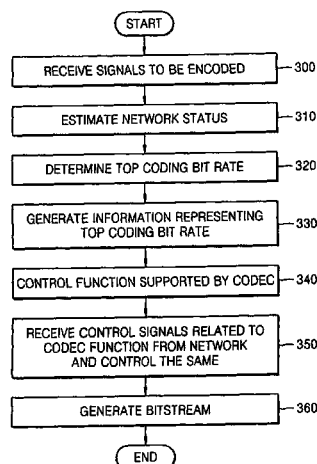 START
RECEIVE SIGNALS TO BE ENCODED
300
ESTIMATE NETWORK STATUS
310
DETERMINE TOP CODING BIT RATE
320
GENERATE INFORMATION REPRESENTING
TOP CODING BIT RATE
330
CONTROL FUNCTION SUPPORTED BY CODEC
340
RECEIVE CONTROL SIGNALS RELATED TO
CODEC FUNCTION FROM NETWORK
AND CONTROL THE SAME
350
GENERATE BITSTREAM
360
END